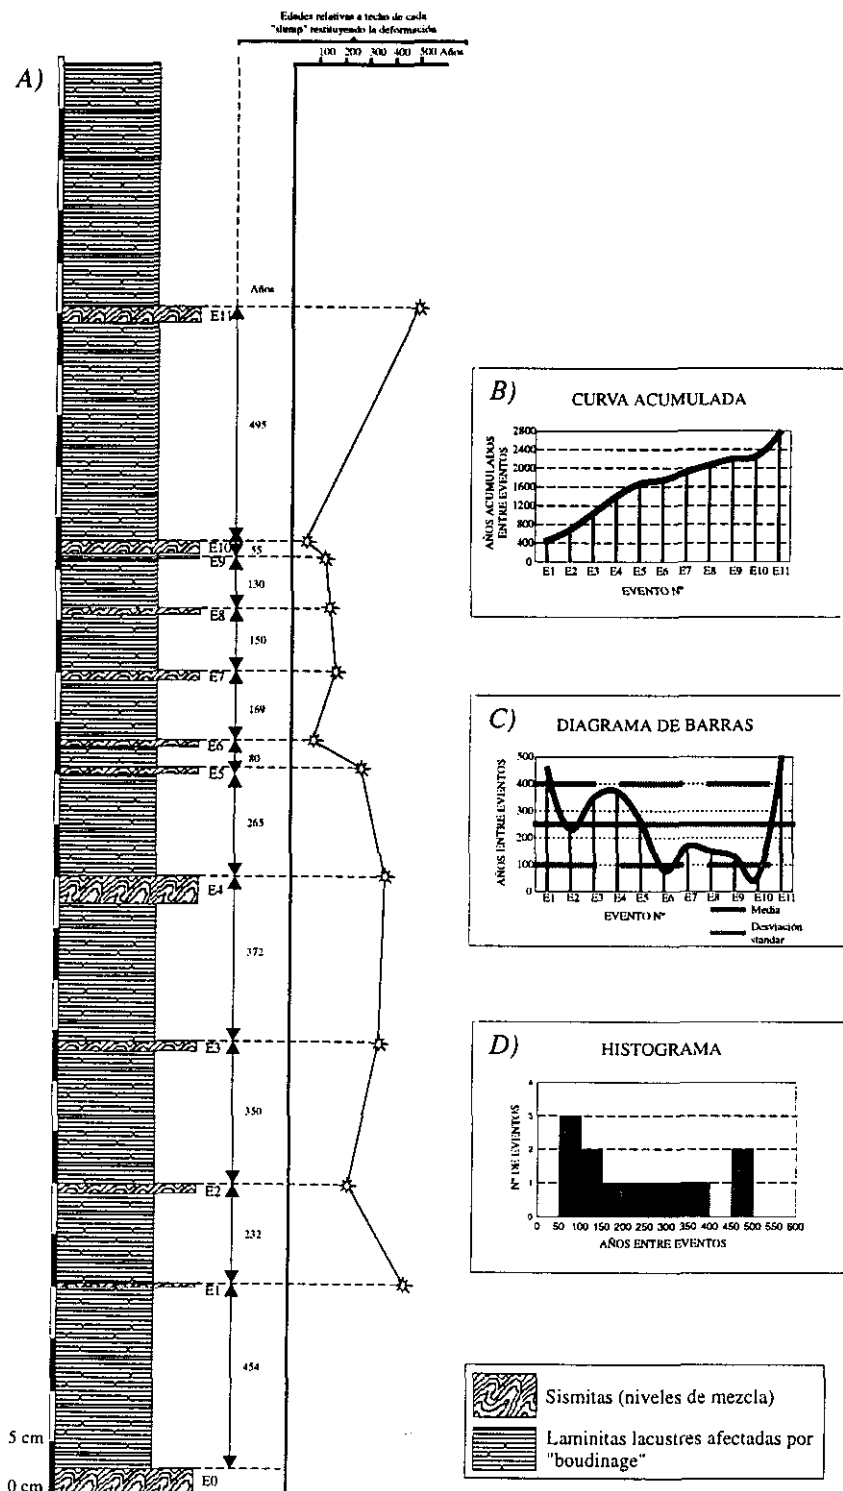 Edades relativas a techo de cada
"slump" restituyendo la deformación
100 200 300 400 500 Años
A)
Años
E11
495
E10
55
E9
130
E8
150
E7
169
E6
80
E5
265
E4
372
E3
350
E2
232
E1
454
5 cm
0 cm
E0
B)
CURVA ACUMULADA
AÑOS ACUMULADOS
ENTRE EVENTOS
2800
2400
2000
1600
1200
800
400
0
E1 E2 E3 E4 E5 E6 E7 E8 E9 E10 E11
EVENTO Nº
C)
DIAGRAMA DE BARRAS
AÑOS ENTRE EVENTOS
500
400
300
200
100
0
E1 E2 E3 E4 E5 E6 E7 E8 E9 E10 E11
EVENTO Nº
Media
Desviación
standar
D)
HISTOGRAMA
Nº DE EVENTOS
4
3
2
1
0 50 100 150 200 250 300 350 400 450 500 550 600
AÑOS ENTRE EVENTOS
Sismitas (niveles de mezcla)
Laminitas lacustres afectadas por
"boudinage"